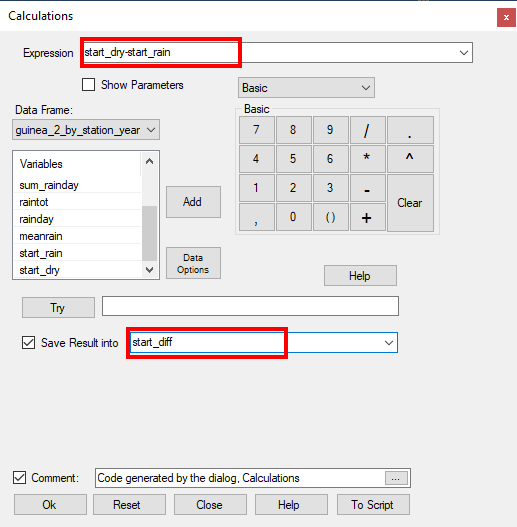 Calculations
x
Expression start_dry-start_rain
Show Parameters Basic
Data Frame:
guinea_2_by_station_year
Basic
7 8 9 / .
4 5 6 * ^
1 2 3 - Clear
, 0 ( ) +
Variables
sum_rainday
raintot
rainday
meanrain
start_rain
start_dry
Add
Data
Options
Help
Try
Save Result into start_diff
Comment: Code generated by the dialog, Calculations ...
Ok Reset Close Help To Script